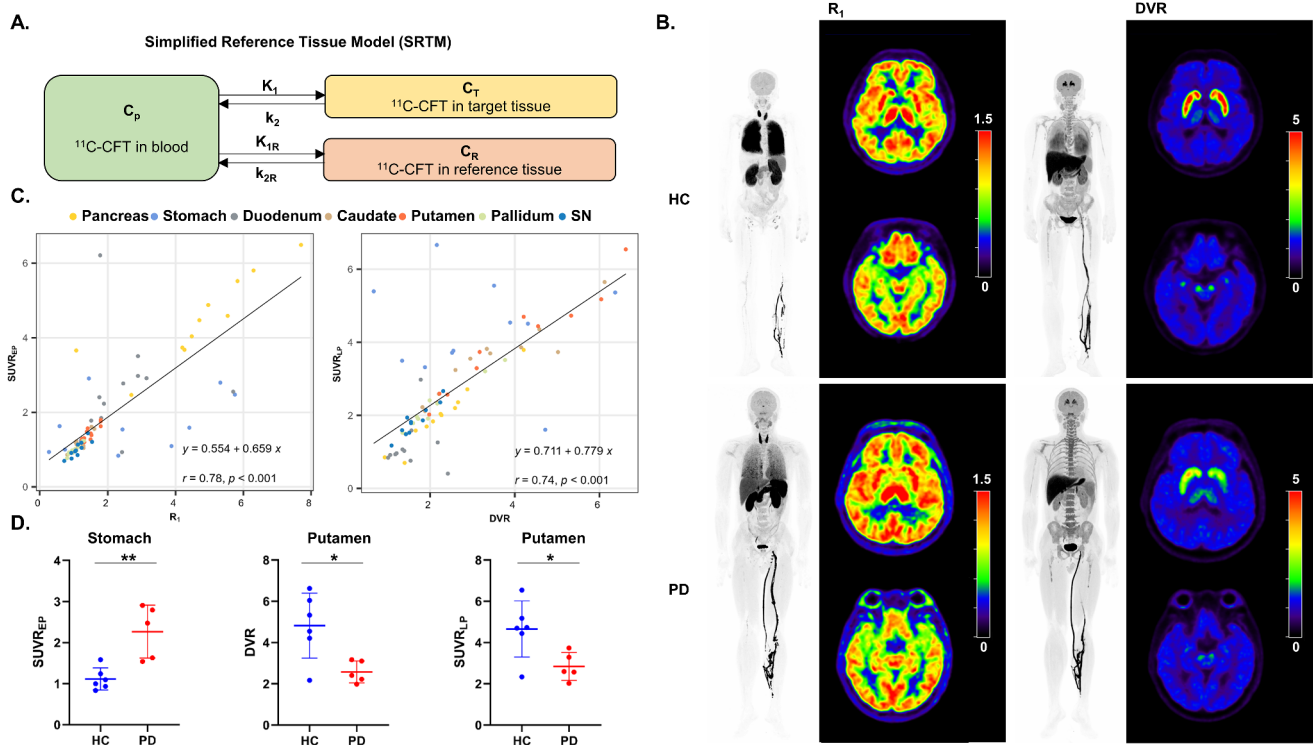 A.
Simplified Reference Tissue Model (SRTM)
Cp
11C-CFT in blood
K1
k2
K1R
k2R
CT
11C-CFT in target tissue
CR
11C-CFT in reference tissue
B.
R1
DVR
HC
1.5
0
5
0
PD
1.5
0
5
0
C.
Pancreas Stomach Duodenum Caudate Putamen Pallidum SN
SUVREP
6
4
2
0
0 2 4 6 8
R1
y = 0.554 + 0.659 x
r = 0.78, p < 0.001
SUVRLP
6
4
2
0
2 4 6
DVR
y = 0.711 + 0.779 x
r = 0.74, p < 0.001
D.
Stomach
**
SUVREP
4
3
2
1
0
HC PD
Putamen
*
DVR
8
6
4
2
0
HC PD
Putamen
*
SUVRLP
8
6
4
2
0
HC PD